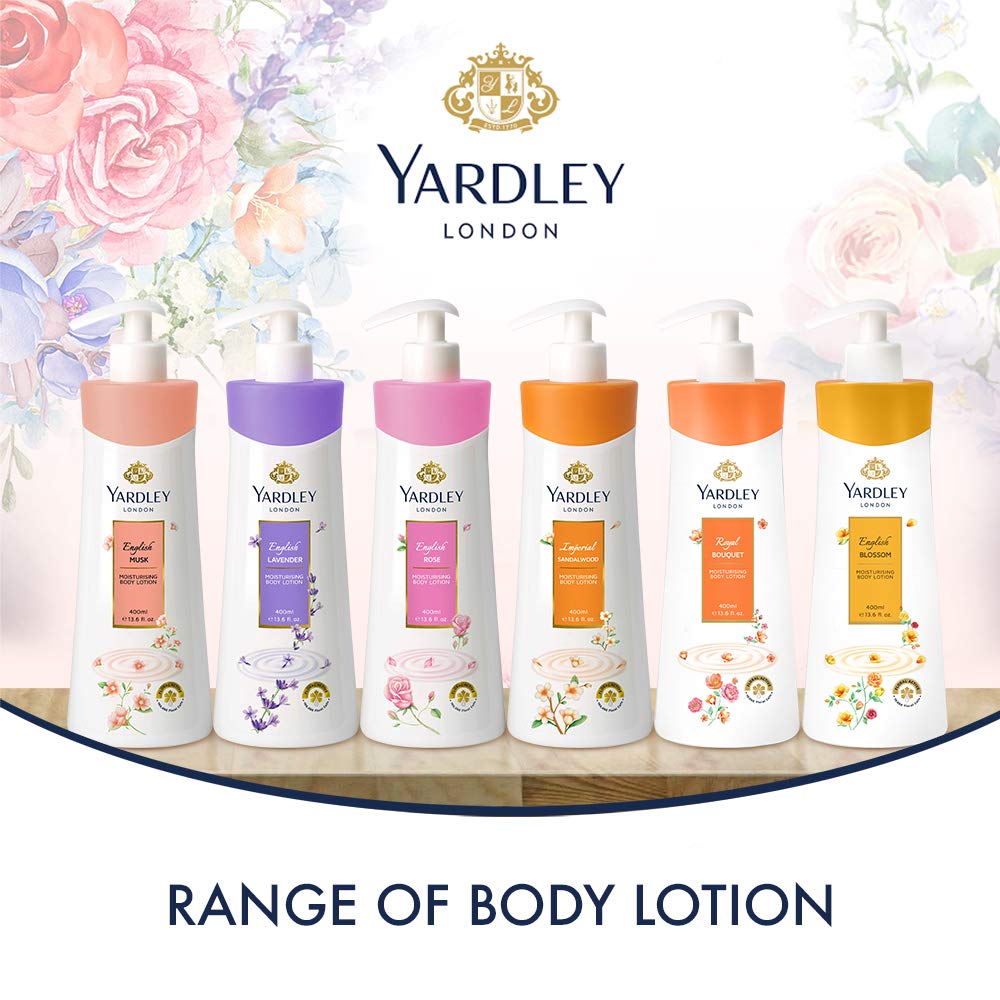 Y L
ESTD.1770
YARDLEY
LONDON
YARDLEY
LONDON
English
MUSK
MOISTURISING
BODY LOTION
400ml
e 13.6 fl. oz.
YARDLEY
LONDON
English
LAVENDER
MOISTURISING
BODY LOTION
400ml
e 13.6 fl. oz.
YARDLEY
LONDON
English
ROSE
MOISTURISING
BODY LOTION
400ml
e 13.6 fl. oz.
YARDLEY
LONDON
Imperial
SANDALWOOD
MOISTURISING
BODY LOTION
400ml
e 13.6 fl. oz.
YARDLEY
LONDON
Royal
BOUQUET
MOISTURISING
BODY LOTION
400ml
e 13.6 fl. oz.
YARDLEY
LONDON
English
BLOSSOM
MOISTURISING
BODY LOTION
400ml
e 13.6 fl. oz.
RANGE OF BODY LOTION